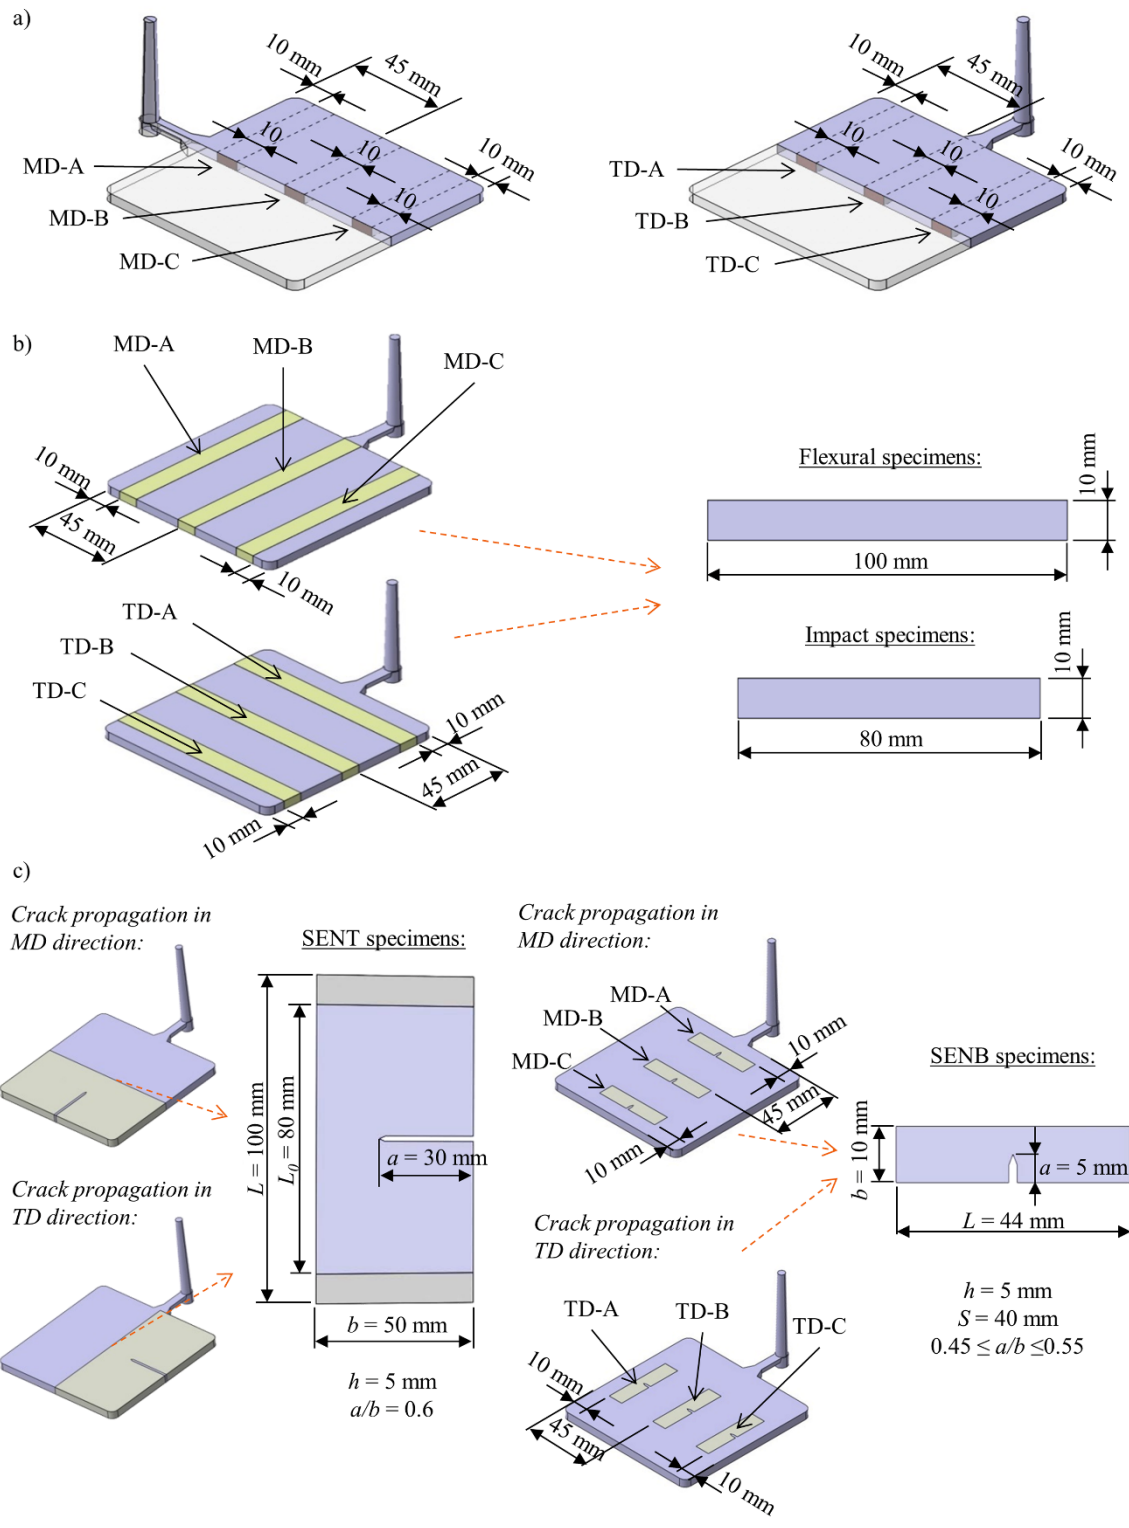 a)
10 mm
45 mm
10
10
10
10 mm
MD-A
MD-B
MD-C
10 mm
45 mm
10
10
10
10 mm
TD-A
TD-B
TD-C
b)
MD-A
MD-B
MD-C
10 mm
45 mm
10 mm
TD-A
TD-B
TD-C
10 mm
45 mm
10 mm
Flexural specimens:
10 mm
100 mm
Impact specimens:
10 mm
80 mm
c)
Crack propagation in
MD direction:
Crack propagation in
TD direction:
SENT specimens:
L = 100 mm
L0 = 80 mm
a = 30 mm
b = 50 mm
h = 5 mm
a/b = 0.6
Crack propagation in
MD direction:
MD-A
MD-B
MD-C
10 mm
45 mm
10 mm
Crack propagation in
TD direction:
TD-A
TD-B
TD-C
10 mm
45 mm
10 mm
SENB specimens:
b = 10 mm
a = 5 mm
L = 44 mm
h = 5 mm
S = 40 mm
0.45 ≤ a/b ≤0.55